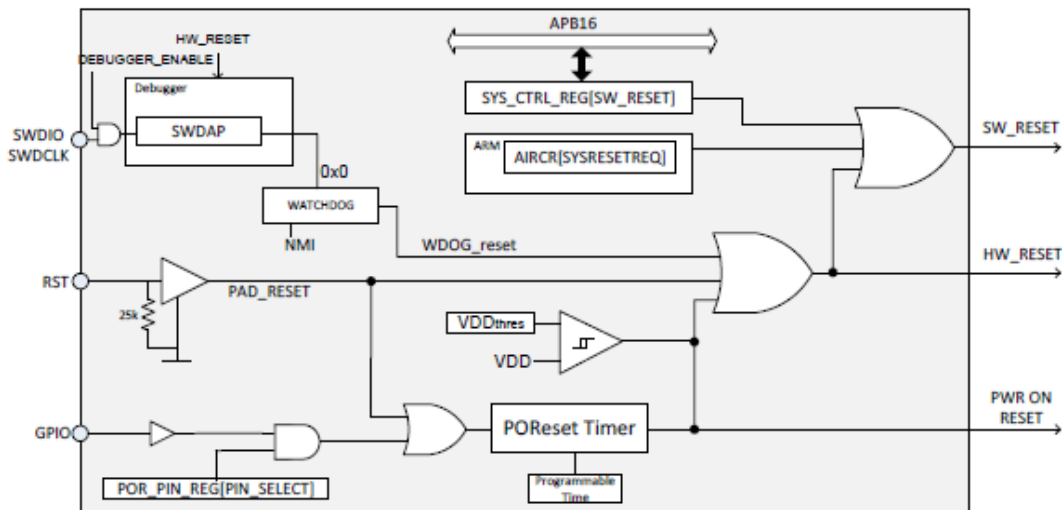 APB16
HW_RESET
DEBUGGER_ENABLE
Debugger
SWDAP
SWDIO
SWDCLK
0x0
WATCHDOG
NMI
SYS_CTRL_REG[SW_RESET]
ARM
AIRCR[SYSRESETREQ]
SW_RESET
WDOG_reset
HW_RESET
RST
25k
PAD_RESET
VDDthres
VDD
PWR ON
RESET
GPIO
POReset Timer
POR_PIN_REG[PIN_SELECT]
Programmable
Time